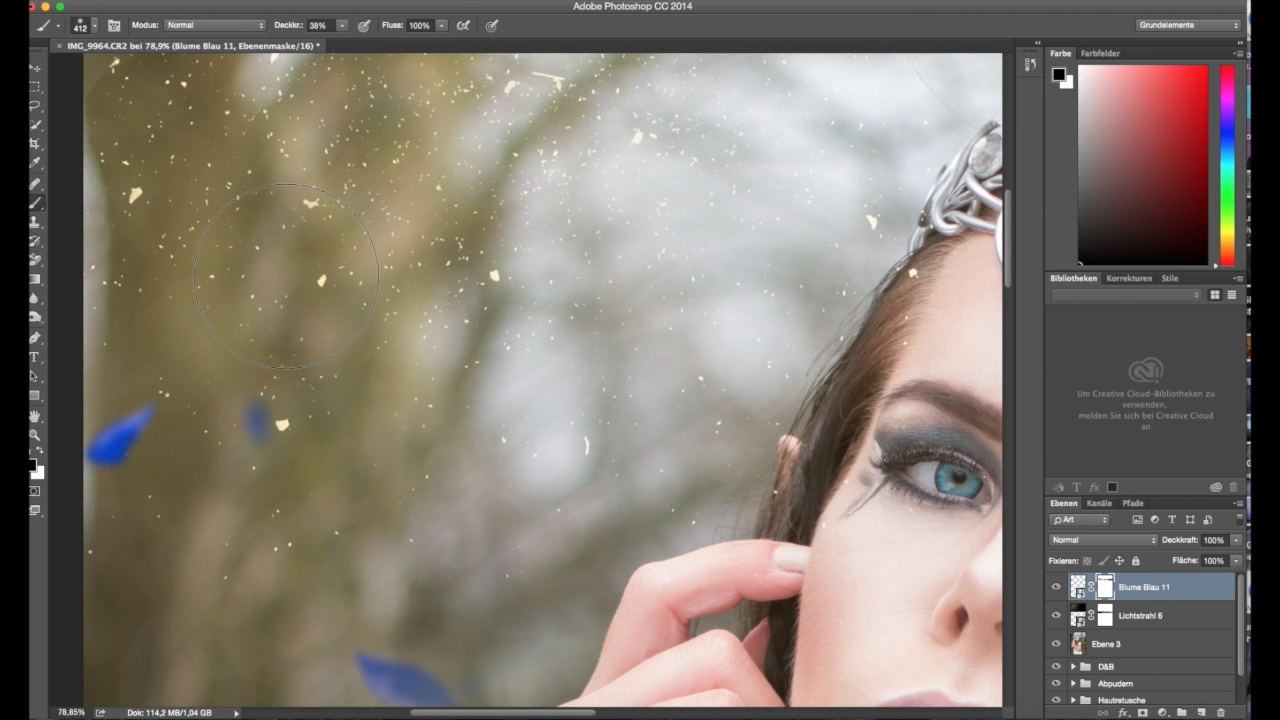 Adobe Photoshop CC 2014
412 Modus: Normal Deckkr.: 38% Fluss: 100% Grundelemente
× IMG_9964.CR2 bei 78,9% (Blume Blau 11, Ebenenmaske/16) *
Farbe Farbfelder
Bibliotheken Korrekturen Stile
Um Creative Cloud-Bibliotheken zu
verwenden,
melden Sie sich bei Creative Cloud
an
Ebenen Kanäle Pfade
Art
Normal Deckkraft: 100%
Fixieren: Fläche: 100%
Blume Blau 11
Lichtstrahl 6
Ebene 3
D&B
Abpudern
Hautretusche
78,85% Dok: 114,2 MB/1,04 GB